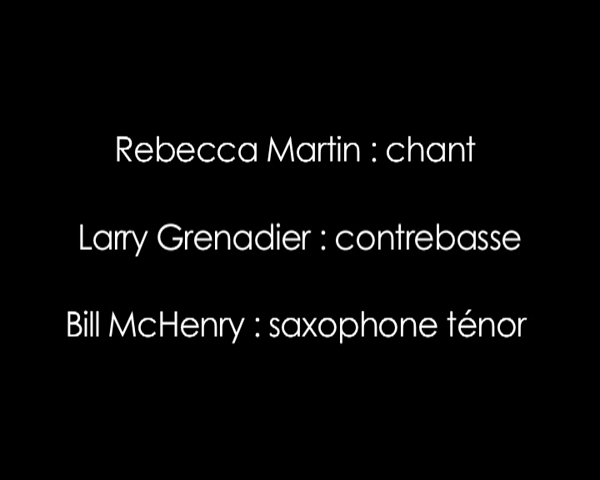 Rebecca Martin : chant
Larry Grenadier : contrebasse
Bill McHenry : saxophone ténor